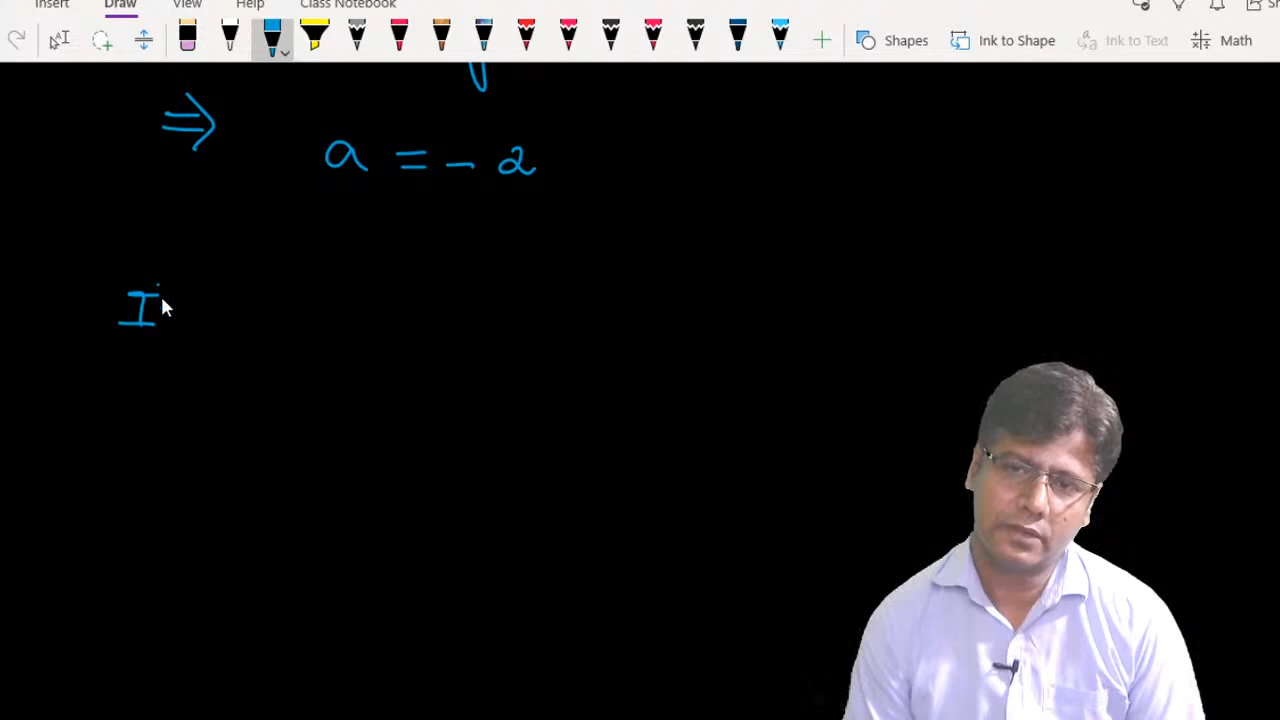 Insert Draw View Help Class Notebook
Shapes Ink to Shape Ink to Text Math
⇒ a = - 2
I